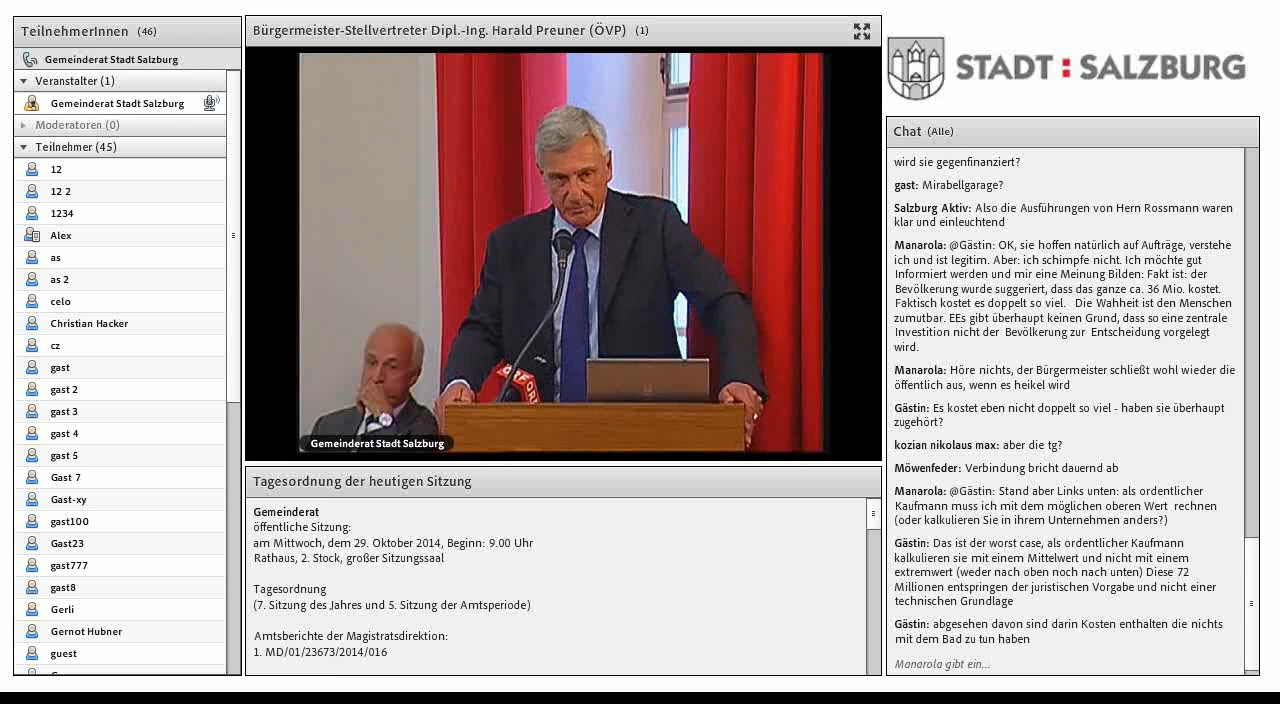 TeilnehmerInnen (46)
Gemeinderat Stadt Salzburg
Veranstalter (1)
Gemeinderat Stadt Salzburg
Moderatoren (0)
Teilnehmer (45)
12
12 2
1234
Alex
as
as 2
celo
Christian Hacker
cz
gast
gast 2
gast 3
gast 4
gast 5
Gast 7
Gast-xy
gast100
Gast23
gast777
gast8
Gerli
Gernot Hubner
guest
Bürgermeister-Stellvertreter Dipl.-Ing. Harald Preuner (ÖVP) (1)
ORF
Gemeinderat Stadt Salzburg
Tagesordnung der heutigen Sitzung
Gemeinderat
öffentliche Sitzung:
am Mittwoch, dem 29. Oktober 2014, Beginn: 9.00 Uhr
Rathaus, 2. Stock, großer Sitzungssaal
Tagesordnung
(7. Sitzung des Jahres und 5. Sitzung der Amtsperiode)
Amtsberichte der Magistratsdirektion:
1. MD/01/23673/2014/016
STADT : SALZBURG
Chat (Alle)
wird sie gegenfinanziert?
gast: Mirabellgarage?
Salzburg Aktiv: Also die Ausführungen von Hern Rossmann waren
klar und einleuchtend
Manarola: @Gästin: OK, sie hoffen natürlich auf Aufträge, verstehe
ich und ist legitim. Aber: ich schimpfe nicht. Ich möchte gut
Informiert werden und mir eine Meinung Bilden: Fakt ist: der
Bevölkerung wurde suggeriert, dass das ganze ca. 36 Mio. kostet.
Faktisch kostet es doppelt so viel. Die Wahheit ist den Menschen
zumutbar. EEs gibt überhaupt keinen Grund, dass so eine zentrale
Investition nicht der Bevölkerung zur Entscheidung vorgelegt
wird.
Manarola: Höre nichts, der Bürgermeister schließt wohl wieder die
öffentlich aus, wenn es heikel wird
Gästin: Es kostet eben nicht doppelt so viel - haben sie überhaupt
zugehört?
kozian nikolaus max: aber die tg?
Möwenfeder: Verbindung bricht dauernd ab
Manarola: @Gästin: Stand aber Links unten: als ordentlicher
Kaufmann muss ich mit dem möglichen oberen Wert rechnen
(oder kalkulieren Sie in ihrem Unternehmen anders?)
Gästin: Das ist der worst case, als ordentlicher Kaufmann
kalkulieren sie mit einem Mittelwert und nicht mit einem
extremwert (weder nach oben noch nach unten) Diese 72
Millionen entspringen der juristischen Vorgabe und nicht einer
technischen Grundlage
Gästin: abgesehen davon sind darin Kosten enthalten die nichts
mit dem Bad zu tun haben
Manarola gibt ein...